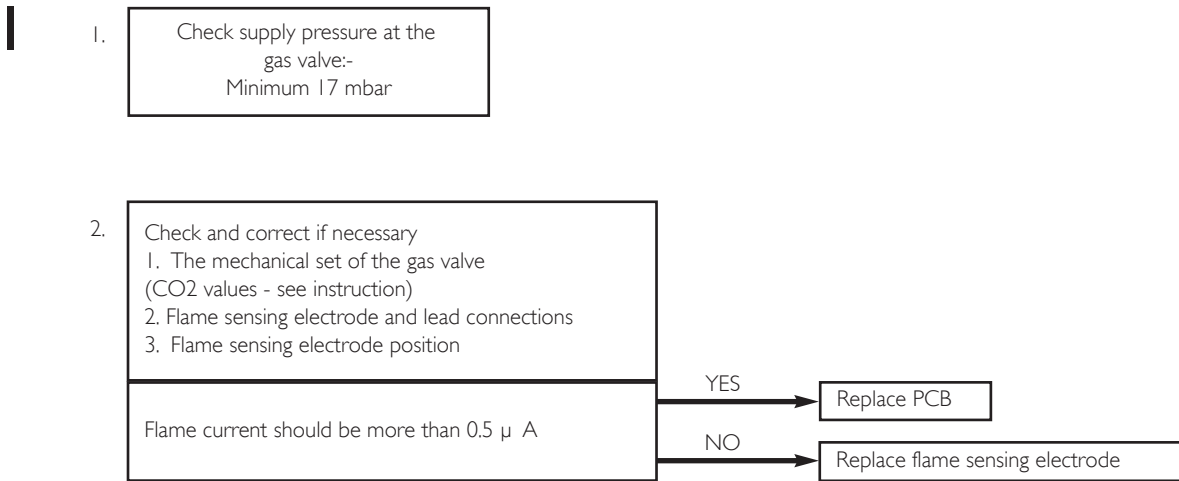 1.
Check supply pressure at the
gas valve:-
Minimum 17 mbar
2.
Check and correct if necessary
1. The mechanical set of the gas valve
(CO2 values - see instruction)
2. Flame sensing electrode and lead connections
3. Flame sensing electrode position
Flame current should be more than 0.5 μ A
YES
Replace PCB
NO
Replace flame sensing electrode